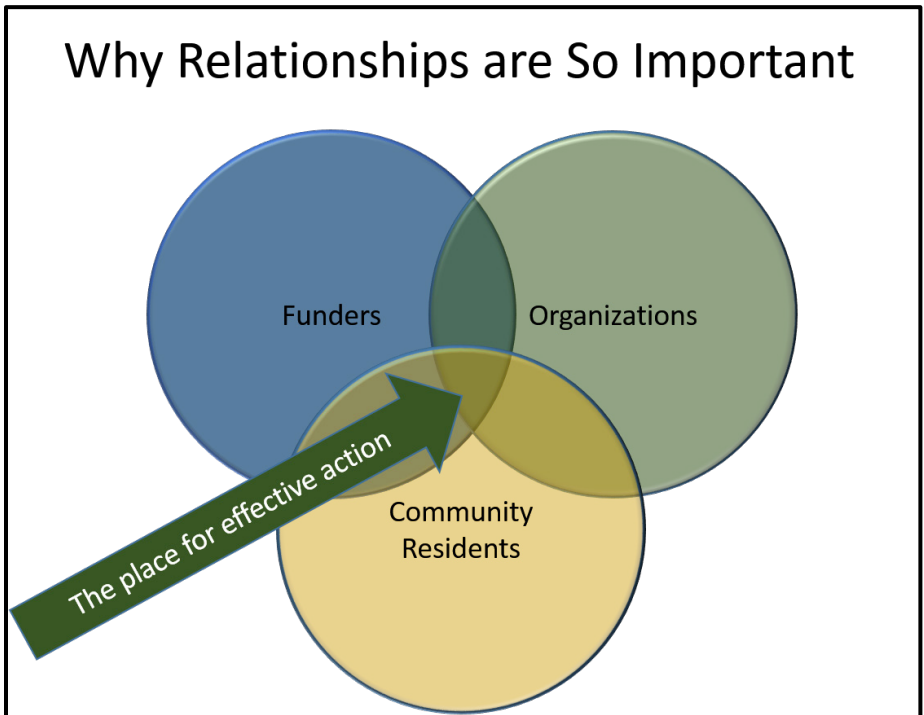 Why Relationships are So Important
Funders
Organizations
The place for effective action
Community
Residents